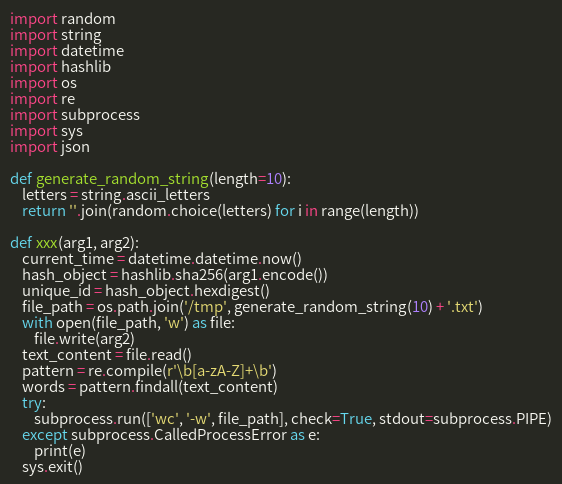 import random
import string
import datetime
import hashlib
import os
import re
import subprocess
import sys
import json

def generate_random_string(length=10):
    letters = string.ascii_letters
    return ''.join(random.choice(letters) for i in range(length))

def xxx(arg1, arg2):
    current_time = datetime.datetime.now()
    hash_object = hashlib.sha256(arg1.encode())
    unique_id = hash_object.hexdigest()
    file_path = os.path.join('/tmp', generate_random_string(10) + '.txt')
    with open(file_path, 'w') as file:
        file.write(arg2)
    text_content = file.read()
    pattern = re.compile(r'\b[a-zA-Z]+\b')
    words = pattern.findall(text_content)
    try:
        subprocess.run(['wc', '-w', file_path], check=True, stdout=subprocess.PIPE)
    except subprocess.CalledProcessError as e:
        print(e)
    sys.exit()